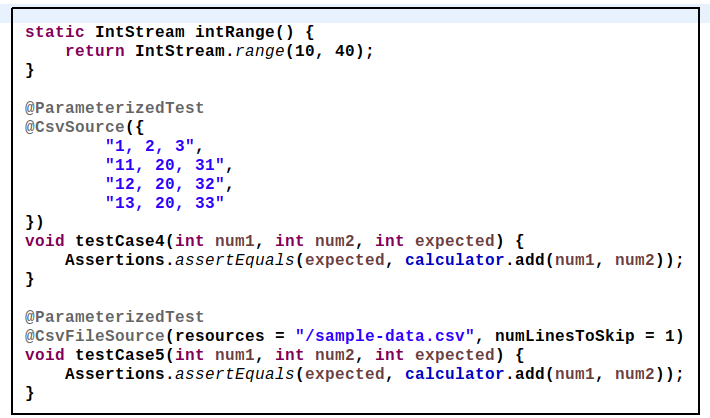 static IntStream intRange() {
    return IntStream.range(10, 40);
}

@ParameterizedTest
@CsvSource({
        "1, 2, 3",
        "11, 20, 31",
        "12, 20, 32",
        "13, 20, 33"
})
void testCase4(int num1, int num2, int expected) {
    Assertions.assertEquals(expected, calculator.add(num1, num2));
}

@ParameterizedTest
@CsvFileSource(resources = "/sample-data.csv", numLinesToSkip = 1)
void testCase5(int num1, int num2, int expected) {
    Assertions.assertEquals(expected, calculator.add(num1, num2));
}